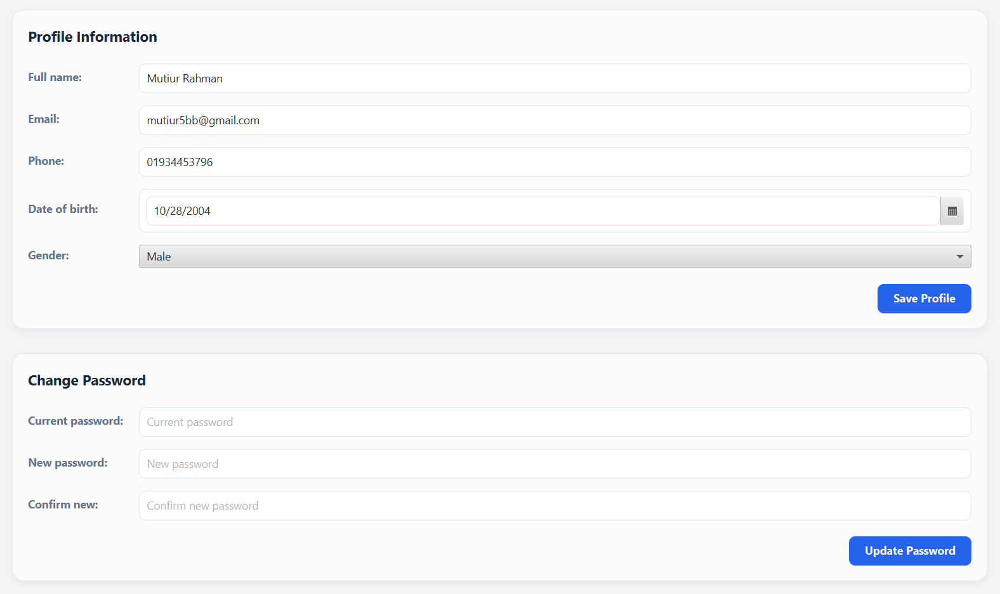 Profile Information
Full name: Mutiur Rahman
Email: mutiur5bb@gmail.com
Phone: 01934453796
Date of birth: 10/28/2004
Gender: Male
Save Profile
Change Password
Current password: Current password
New password: New password
Confirm new: Confirm new password
Update Password